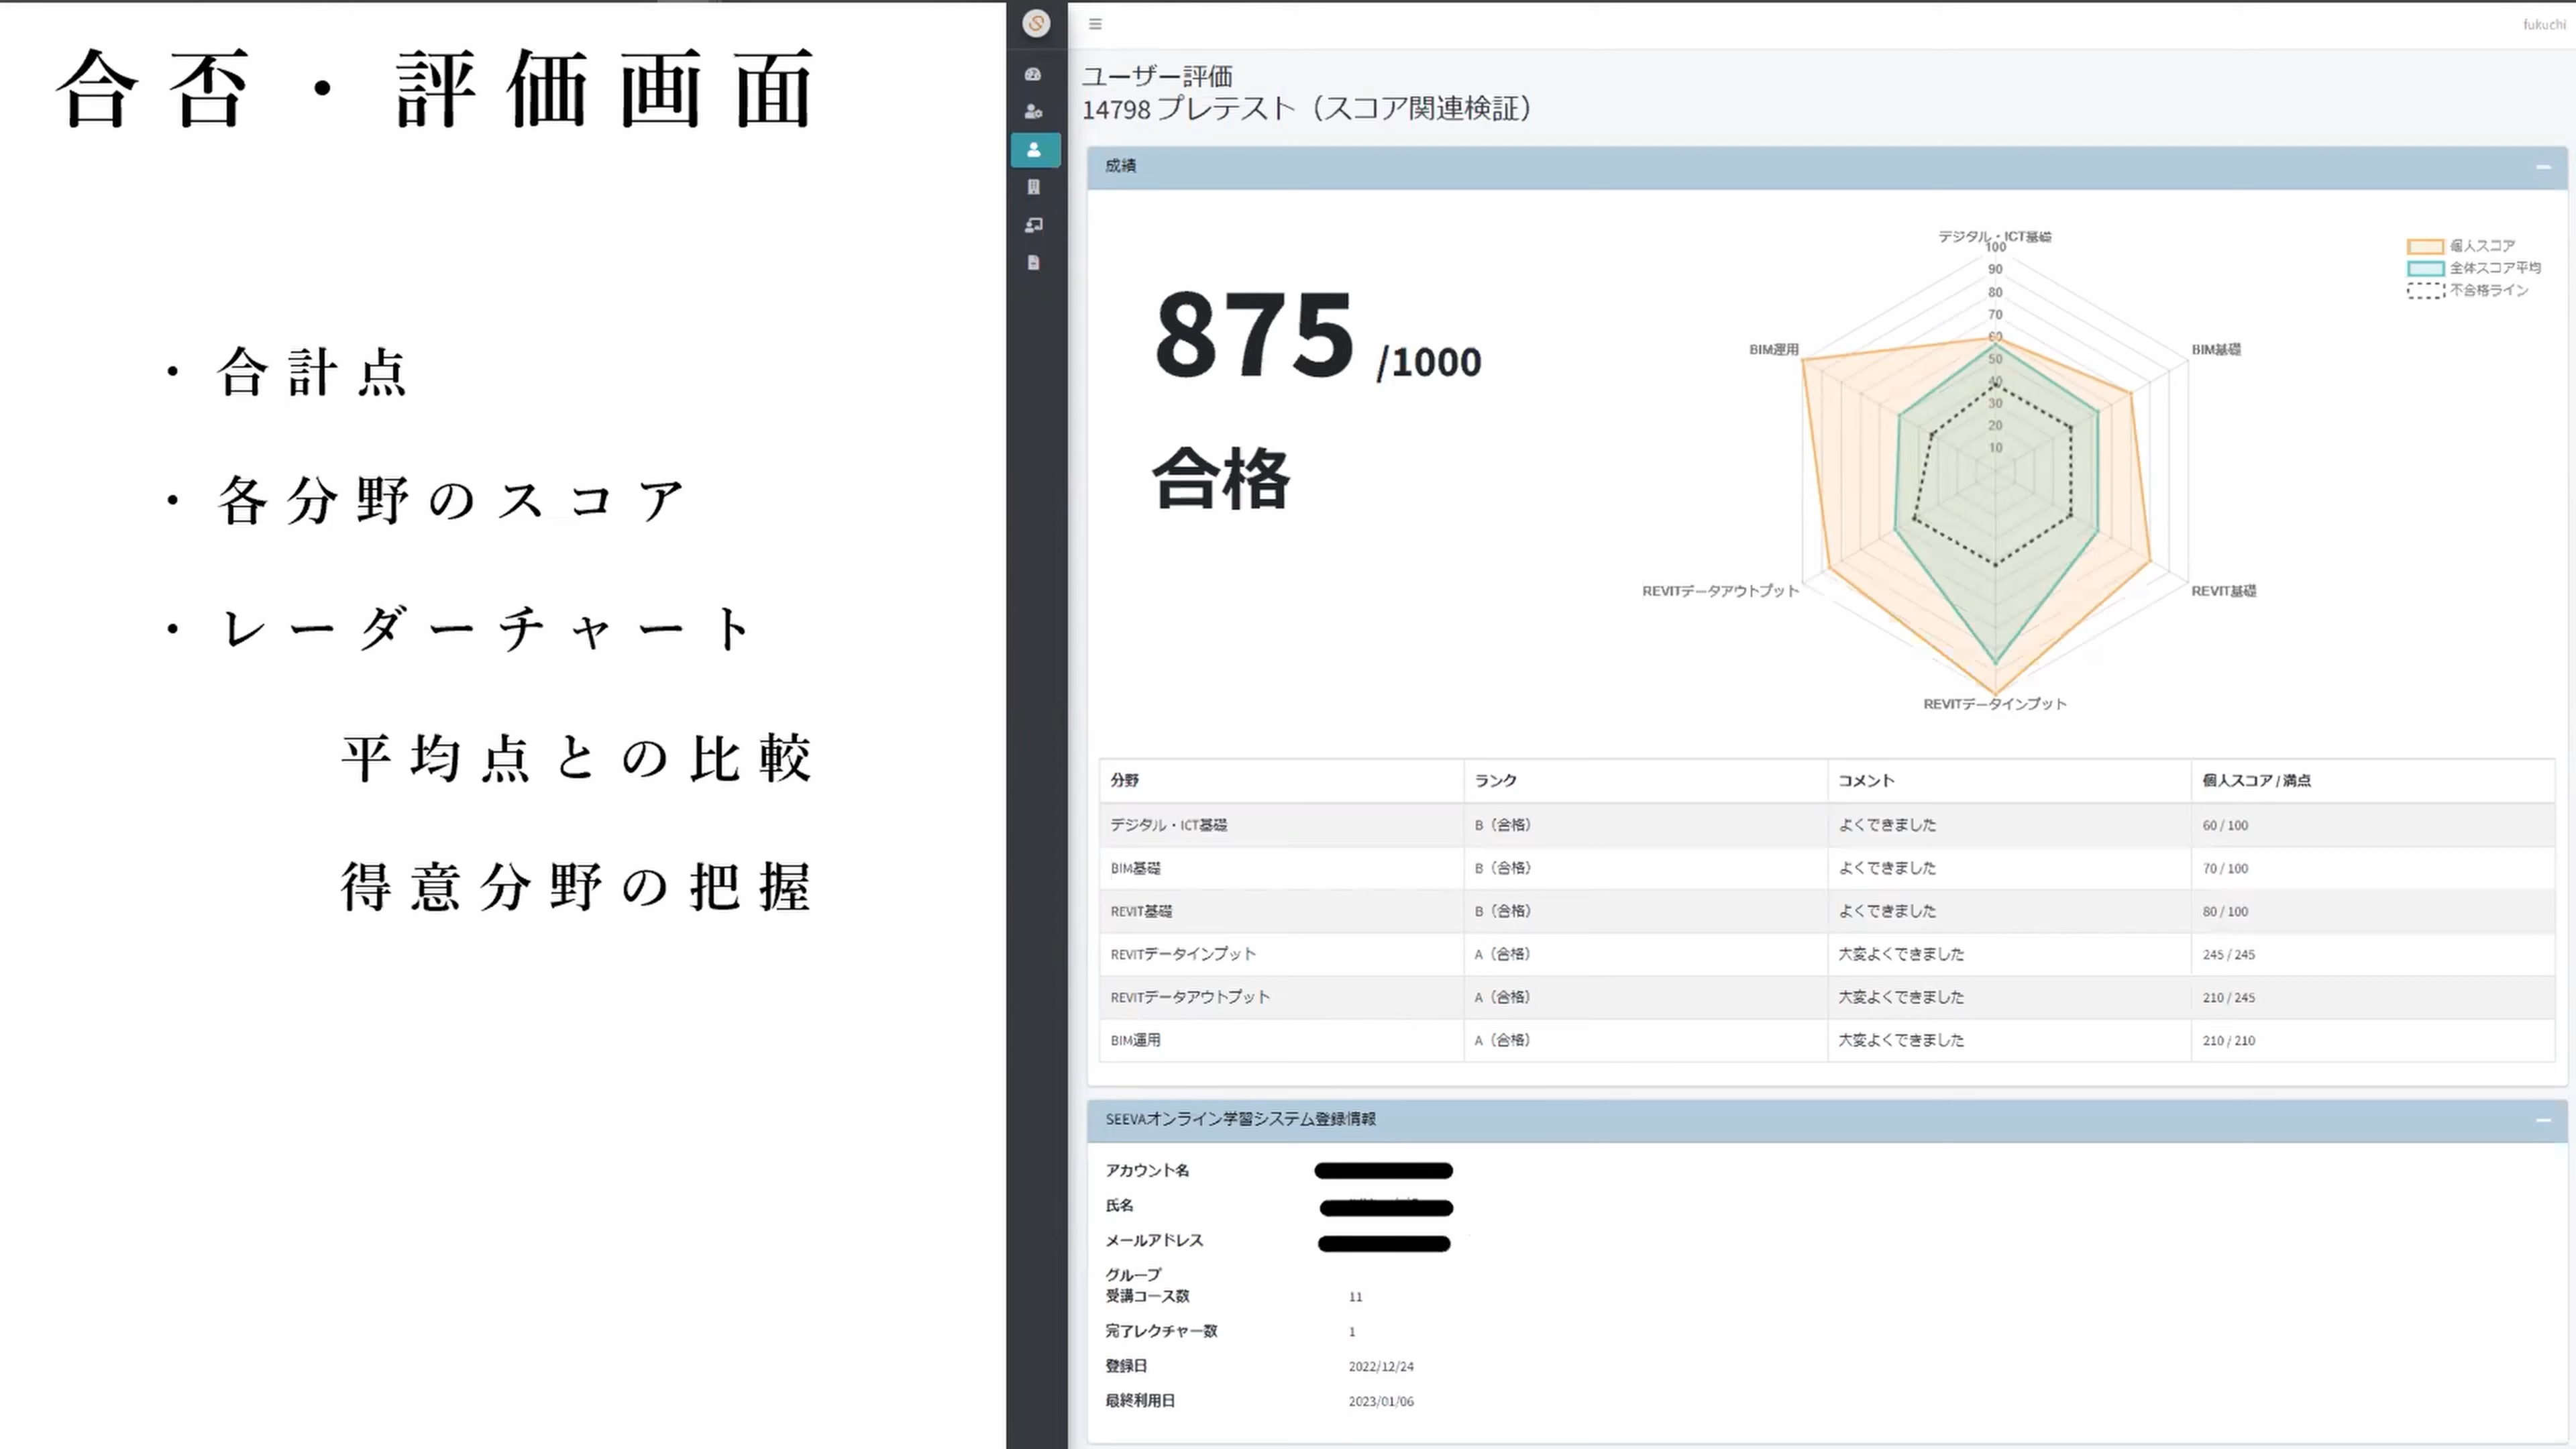 合否・評価画面
・合計点
・各分野のスコア
・レーダーチャート
平均点との比較
得意分野の把握
fukuchi
ユーザー評価
14798 プレテスト（スコア関連検証）
成績
875 /1000
合格
デジタル・ICT基礎
100
90
80
70
60
50
40
30
20
10
BIM基礎
REVIT基礎
REVITデータインプット
REVITデータアウトプット
BIM運用
個人スコア
全体スコア平均
不合格ライン
分野 ランク コメント 個人スコア / 満点
デジタル・ICT基礎 B（合格） よくできました 60 / 100
BIM基礎 B（合格） よくできました 70 / 100
REVIT基礎 B（合格） よくできました 80 / 100
REVITデータインプット A（合格） 大変よくできました 245 / 245
REVITデータアウトプット A（合格） 大変よくできました 210 / 245
BIM運用 A（合格） 大変よくできました 210 / 210
SEEVAオンライン学習システム登録情報
アカウント名
氏名
メールアドレス
グループ
受講コース数 11
完了レクチャー数 1
登録日 2022/12/24
最終利用日 2023/01/06